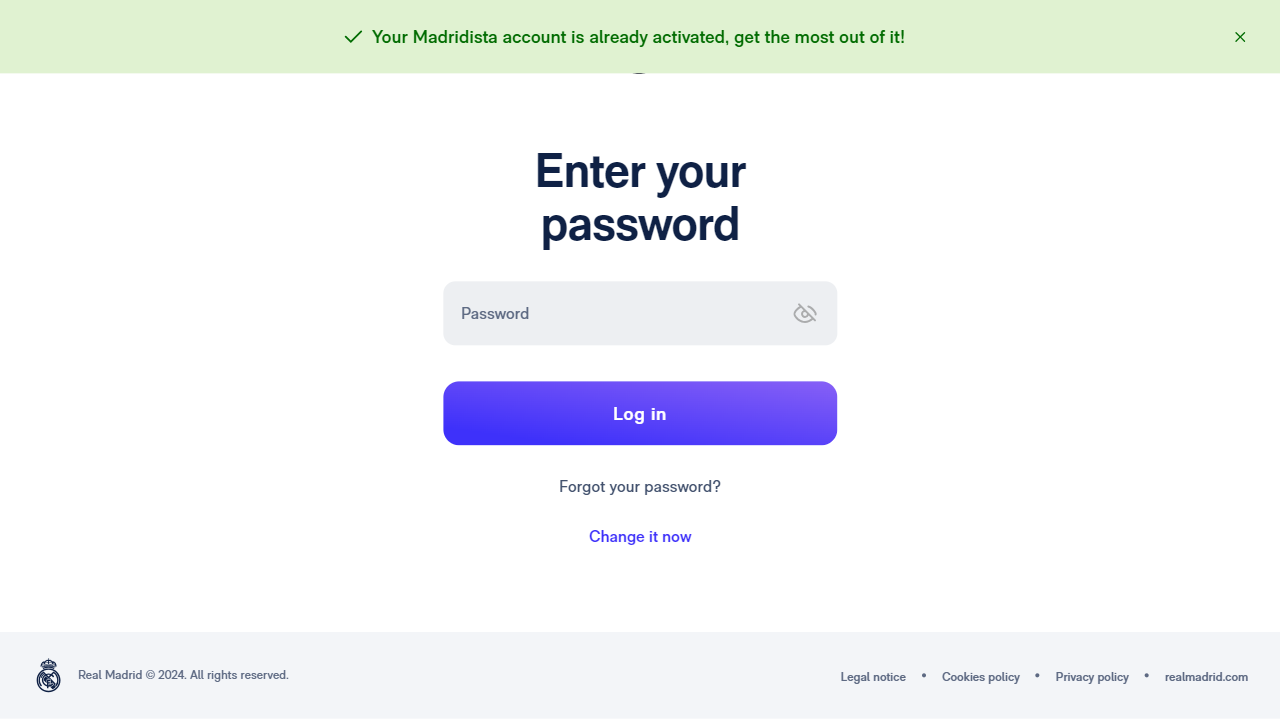 Your Madridista account is already activated, get the most out of it!
Enter your
password
Password
Log in
Forgot your password?
Change it now
Real Madrid © 2024. All rights reserved.
Legal notice • Cookies policy • Privacy policy • realmadrid.com